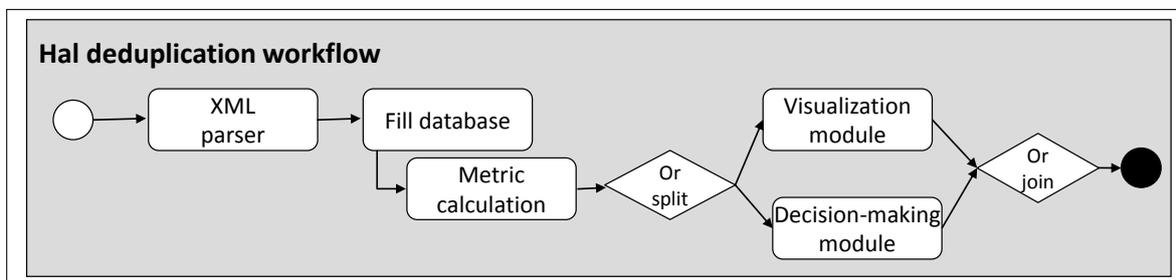 Hal deduplication workflow
XML
parser
Fill database
Metric
calculation
Or
split
Visualization
module
Decision-making
module
Or
join